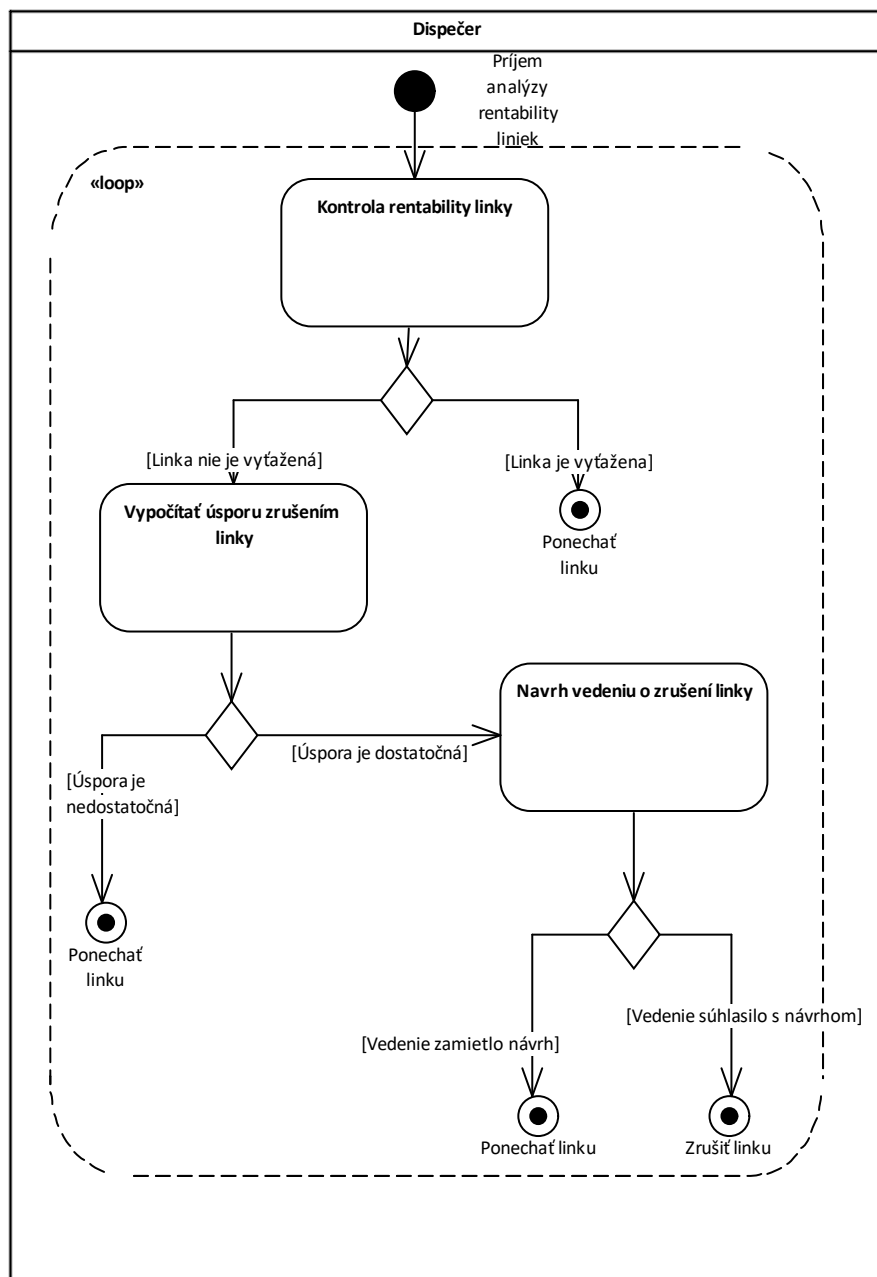 Dispečer
Príjem
analýzy
rentability
liniek
«loop»
Kontrola rentability linky
[Linka nie je vyťažená]
[Linka je vyťažena]
Vypočítať úsporu zrušením
linky
Ponechať
linku
Navrh vedeniu o zrušení linky
[Úspora je dostatočná]
[Úspora je
nedostatočná]
Ponechať
linku
[Vedenie súhlasilo s návrhom]
[Vedenie zamietlo návrh]
Ponechať linku
Zrušiť linku